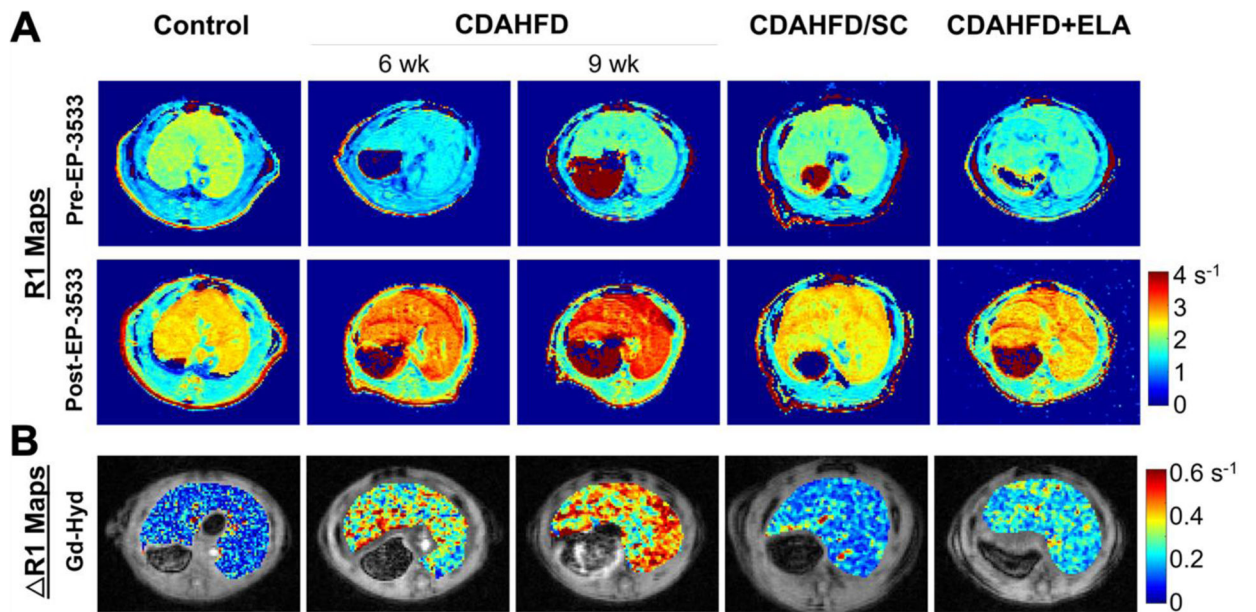 A
Control
CDAHFD
CDAHFD/SC
CDAHFD+ELA
6 wk
9 wk
R1 Maps
Pre-EP-3533
Post-EP-3533
4 s⁻¹
3
2
1
0
B
△R1 Maps
Gd-Hyd
0.6 s⁻¹
0.4
0.2
0